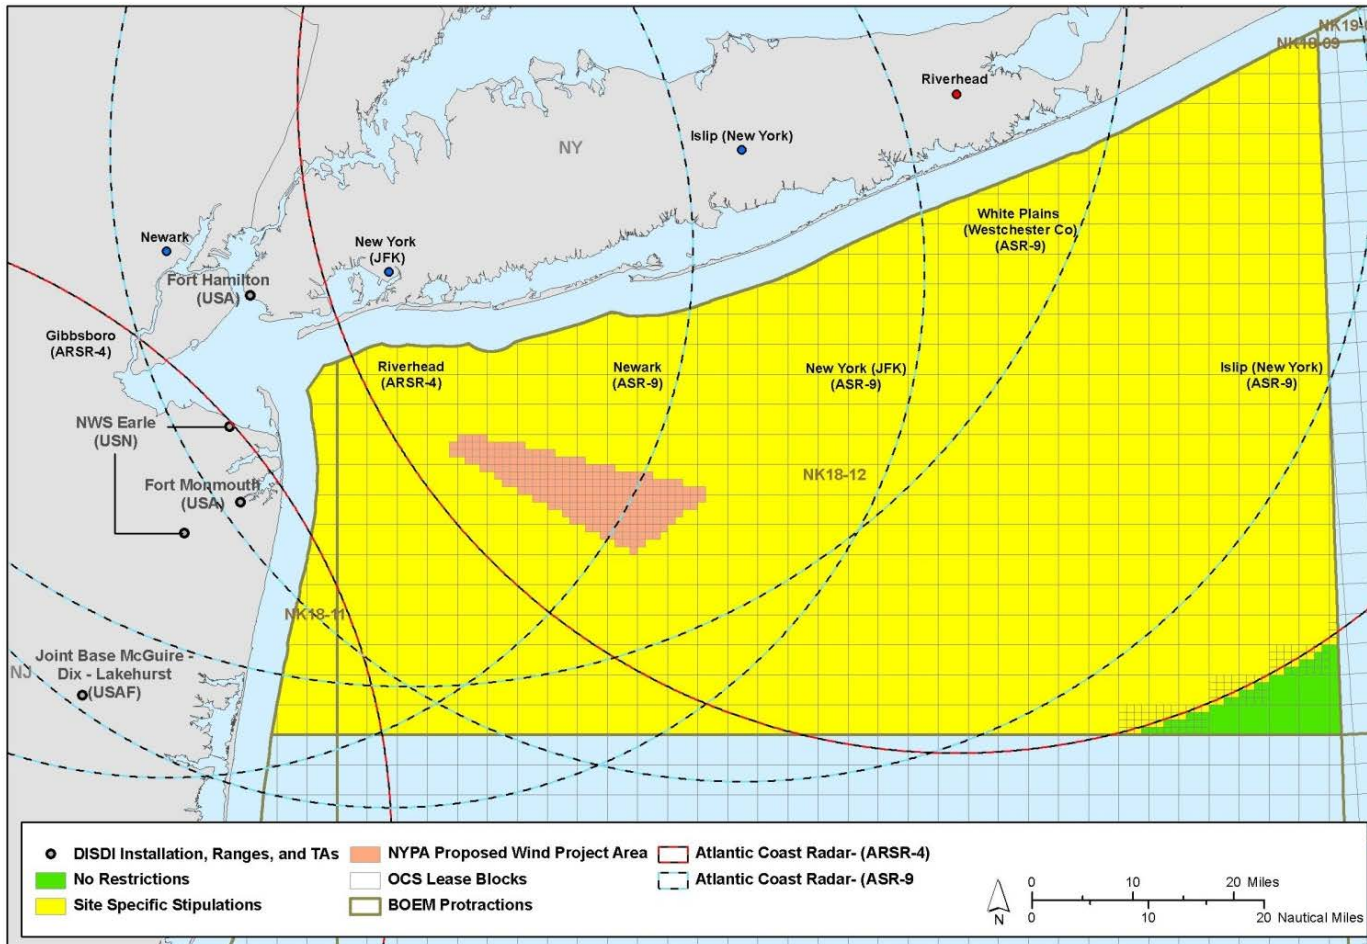 NK19-
NK18-09
Riverhead
Islip (New York)
NY
White Plains
(Westchester Co)
(ASR-9)
Newark
New York
(JFK)
Fort Hamilton
(USA)
Gibbsboro
(ARSR-4)
Riverhead
(ARSR-4)
Newark
(ASR-9)
New York (JFK)
(ASR-9)
Islip (New York)
(ASR-9)
NWS Earle
(USN)
NK18-12
Fort Monmouth
(USA)
NK18-11
Joint Base McGuire -
Dix - Lakehurst
(USAF)
NJ
DISDI Installation, Ranges, and TAs
No Restrictions
Site Specific Stipulations
NYPA Proposed Wind Project Area
OCS Lease Blocks
BOEM Protractions
Atlantic Coast Radar- (ARSR-4)
Atlantic Coast Radar- (ASR-9
N
0 10 20 Miles
0 10 20 Nautical Miles